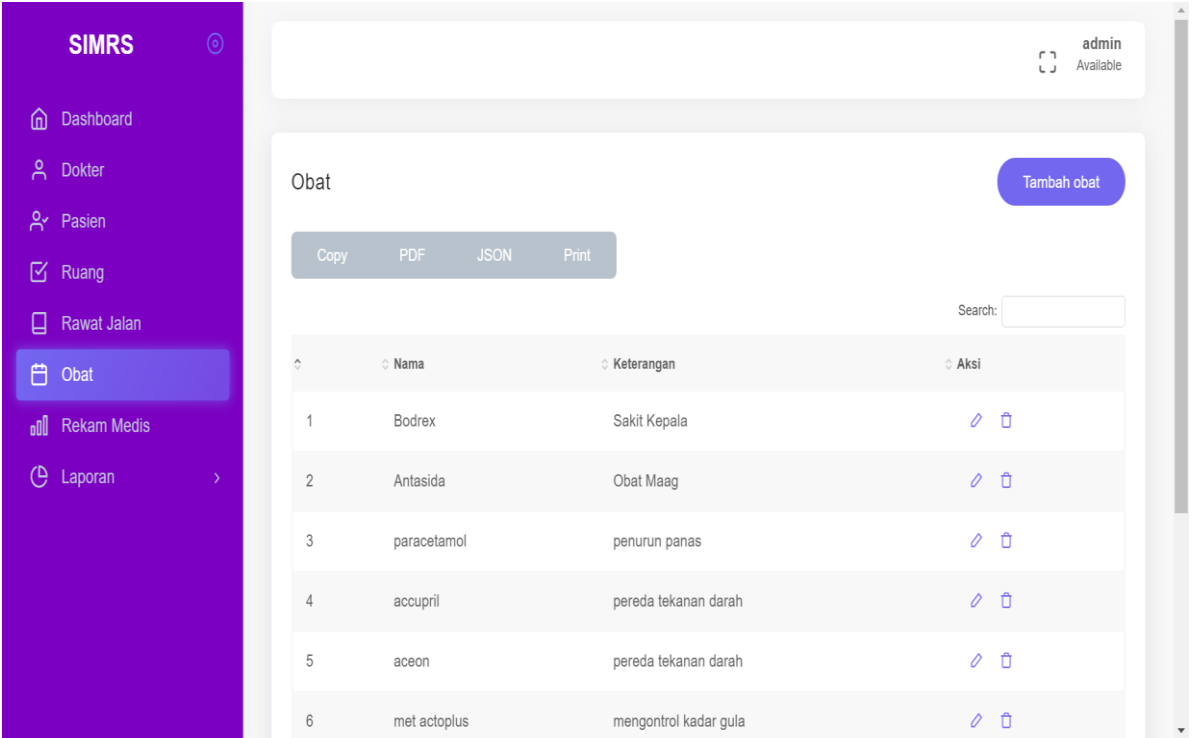 SIMRS
Dashboard
Dokter
Pasien
Ruang
Rawat Jalan
Obat
Rekam Medis
Laporan
admin
Available
Obat
Tambah obat
Copy PDF JSON Print
Search:
Nama Keterangan Aksi
1 Bodrex Sakit Kepala
2 Antasida Obat Maag
3 paracetamol penurun panas
4 accupril pereda tekanan darah
5 aceon pereda tekanan darah
6 met actoplus mengontrol kadar gula